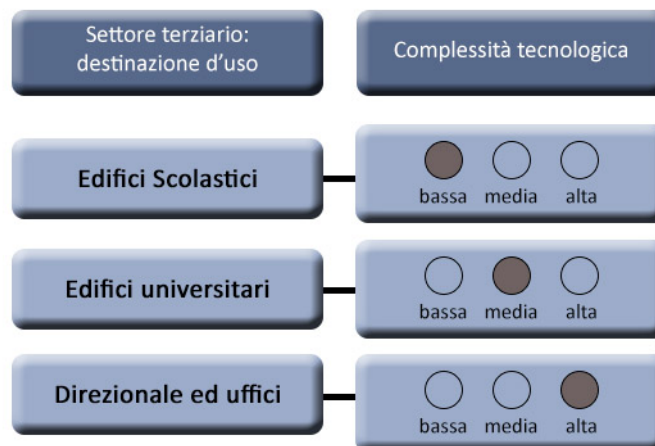 Settore terziario:
destinazione d'uso
Complessità tecnologica
Edifici Scolastici
bassa media alta
Edifici universitari
bassa media alta
Direzionale ed uffici
bassa media alta